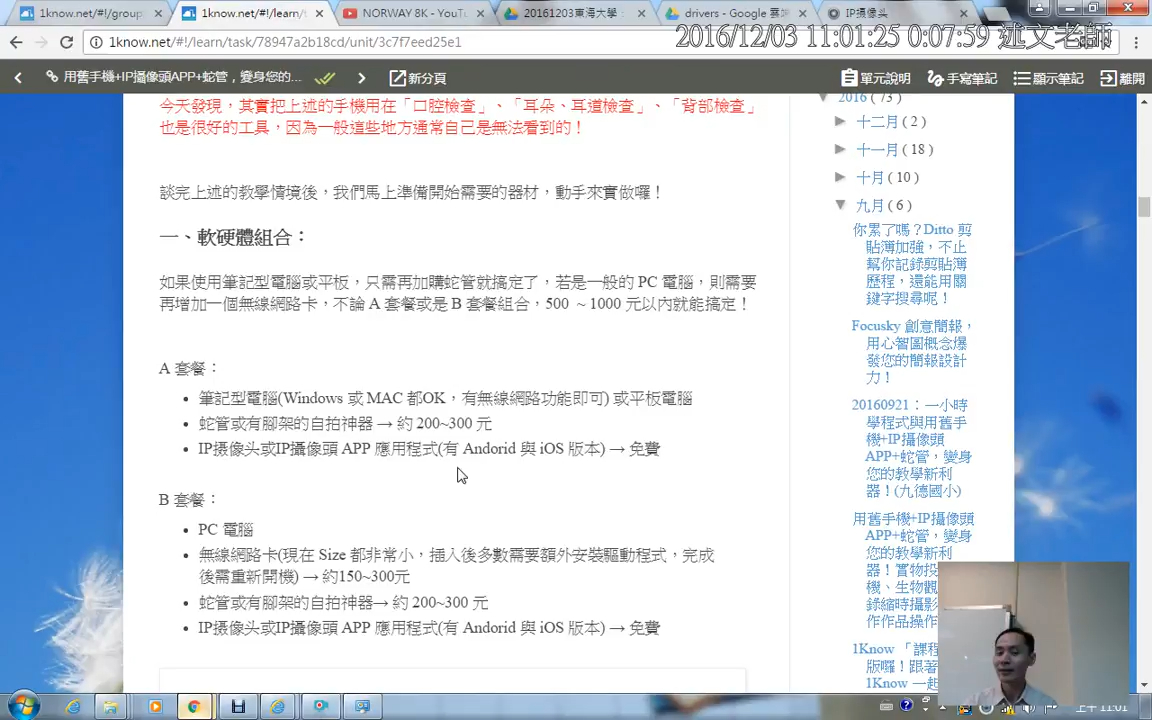 1know.net/#!/group
1know.net/#!/learn/t
NORWAY 8K - YouTu
20161203東海大學
drivers - Google 雲端
IP摄像头
1know.net/#!/learn/task/78947a2b18cd/unit/3c7f7eed25e1
2016/12/03 11:01:25 0:07:59 述文老師
用舊手機+IP攝像頭APP+蛇管，變身您的...
新分頁
單元說明
手寫筆記
顯示筆記
離開
今天發現，其實把上述的手機用在「口腔檢查」、「耳朵、耳道檢查」、「背部檢查」
也是很好的工具，因為一般這些地方通常自己是無法看到的！
談完上述的教學情境後，我們馬上準備開始需要的器材，動手來實做囉！
一、軟硬體組合：
如果使用筆記型電腦或平板，只需再加購蛇管就搞定了，若是一般的 PC 電腦，則需要
再增加一個無線網路卡，不論 A 套餐或是 B 套餐組合，500 ~ 1000 元以內就能搞定！
A 套餐：
筆記型電腦(Windows 或 MAC 都OK，有無線網路功能即可) 或平板電腦
蛇管或有腳架的自拍神器 → 約 200~300 元
IP摄像头或IP攝像頭 APP 應用程式(有 Andorid 與 iOS 版本) → 免費
B 套餐：
PC 電腦
無線網路卡(現在 Size 都非常小，插入後多數需要額外安裝驅動程式，完成
後需重新開機) → 約150~300元
蛇管或有腳架的自拍神器→ 約 200~300 元
IP摄像头或IP攝像頭 APP 應用程式(有 Andorid 與 iOS 版本) → 免費
2016 ( 73 )
十二月 ( 2 )
十一月 ( 18 )
十月 ( 10 )
九月 ( 6 )
你累了嗎？Ditto 剪
貼簿加強，不止
幫你記錄剪貼簿
歷程，還能用關
鍵字搜尋呢！
Focusky 創意簡報，
用心智圖概念爆
發您的簡報設計
力！
20160921：一小時
學程式與用舊手
機+IP攝像頭
APP+蛇管，變身
您的教學新利
器！(九德國小)
用舊手機+IP攝像頭
APP+蛇管，變身
您的教學新利
器！實物投
機、生物觀
錄縮時攝影
作作品操作
1Know 「課程
版囉！跟著
1Know 一起
上午 11:01